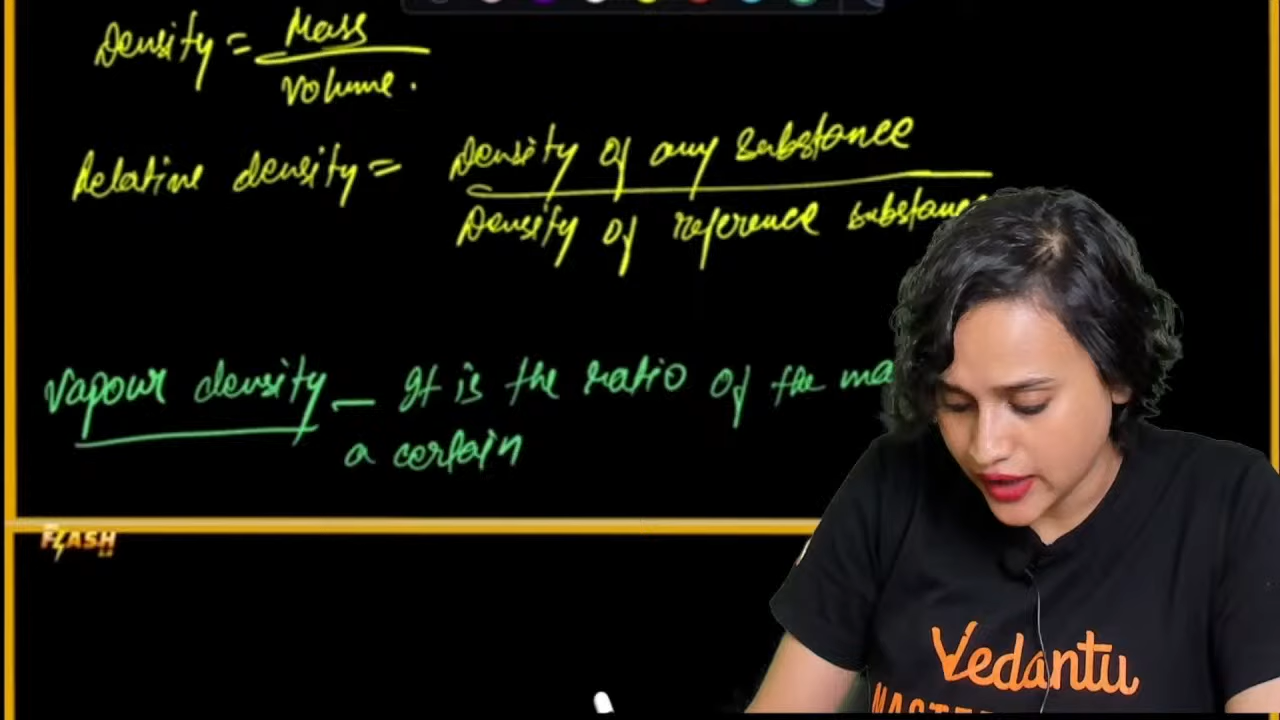 Density = Mass
Volume.
Relative density = Density of any substance
Density of reference substance
Vapour density — It is the ratio of the ma
a certain
FLASH
Vedantu